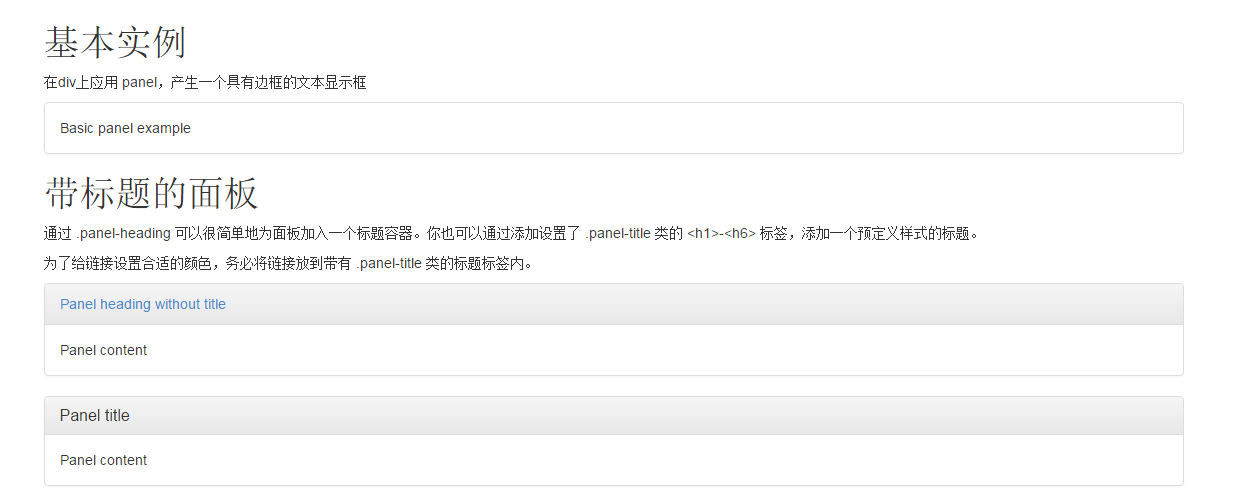 基本实例
在div上应用 panel，产生一个具有边框的文本显示框
Basic panel example
带标题的面板
通过 .panel-heading 可以很简单地为面板加入一个标题容器。你也可以通过添加设置了 .panel-title 类的 <h1>-<h6> 标签，添加一个预定义样式的标题。
为了给链接设置合适的颜色，务必将链接放到带有 .panel-title 类的标题标签内。
Panel heading without title
Panel content
Panel title
Panel content